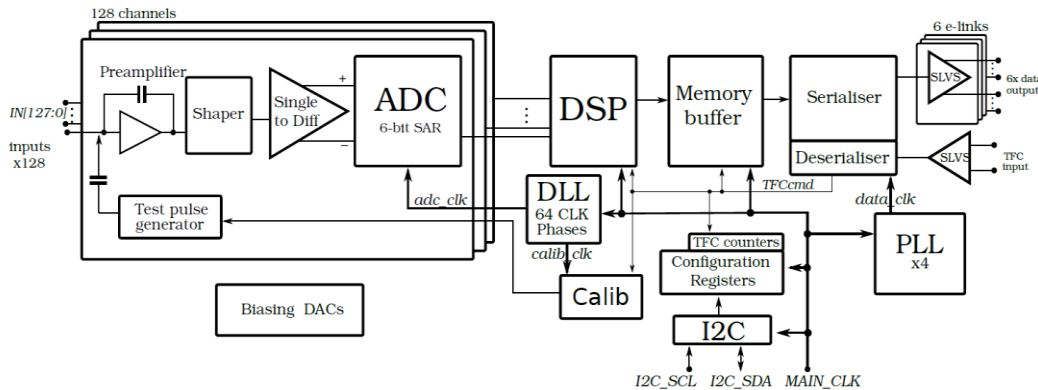 128 channels
6 e-links
Preamplifier
IN[127:0]
inputs
x128
Shaper
Single
to Diff
+
−
ADC
6-bit SAR
DSP
Memory
buffer
Serialiser
Deserialiser
SLVS
6x data
output
SLVS
TFC
input
TFCcmd
adc_clk
DLL
64 CLK
Phases
calib_clk
data_clk
Test pulse
generator
TFC counters
Configuration
Registers
PLL
x4
Calib
Biasing DACs
I2C
I2C_SCL
I2C_SDA
MAIN_CLK